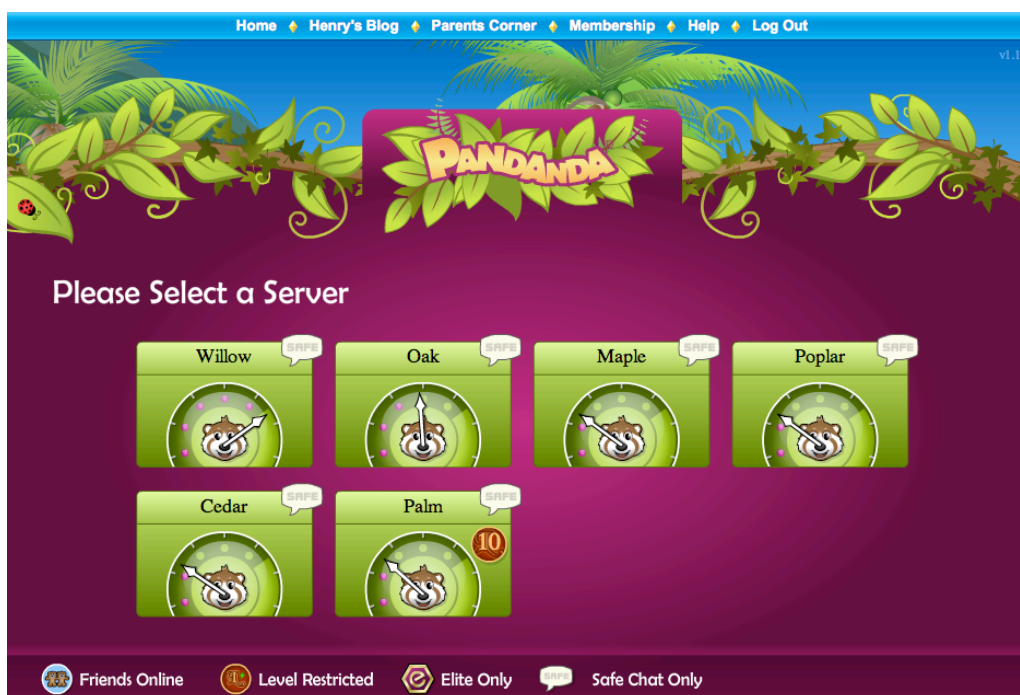 Home Henry's Blog Parents Corner Membership Help Log Out
v1.1
PANDANDA
Please Select a Server
Willow SAFE Oak SAFE Maple SAFE Poplar SAFE
Cedar SAFE Palm SAFE
10
Friends Online Level Restricted Elite Only SAFE Safe Chat Only